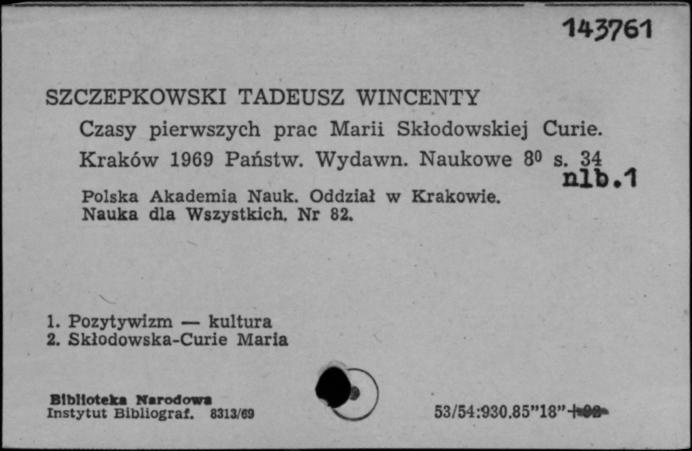 143761
SZCZEPKOWSKI TADEUSZ WINCENTY
Czasy pierwszych prac Marii Skłodowskiej Curie.
Kraków 1969 Państw. Wydawn. Naukowe 8⁰ s. 34
nlb.1
Polska Akademia Nauk. Oddział w Krakowie.
Nauka dla Wszystkich. Nr 82.
1. Pozytywizm — kultura
2. Skłodowska-Curie Maria
Biblioteka Narodowa
Instytut Bibliograf. 8313/69
53/54:930.85"18"